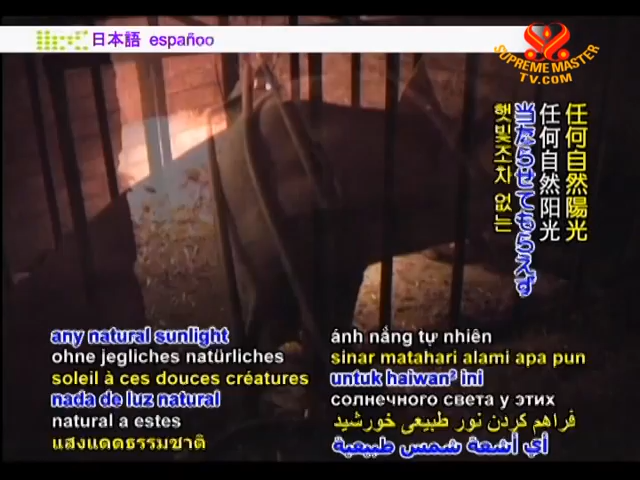 日本語 españoo
SUPREME MASTER
TV.COM
任何自然陽光
任何自然阳光
当たらせてもらえず
햇빛조차 없는
any natural sunlight
ohne jegliches natürliches
soleil à ces douces créatures
nada de luz natural
natural a estes
แสงแดดธรรมชาติ
ánh nắng tự nhiên
sinar matahari alami apa pun
untuk haiwan² ini
солнечного света у этих
فراهم کردن نور طبیعی خورشید
أي أشعة شمس طبيعية